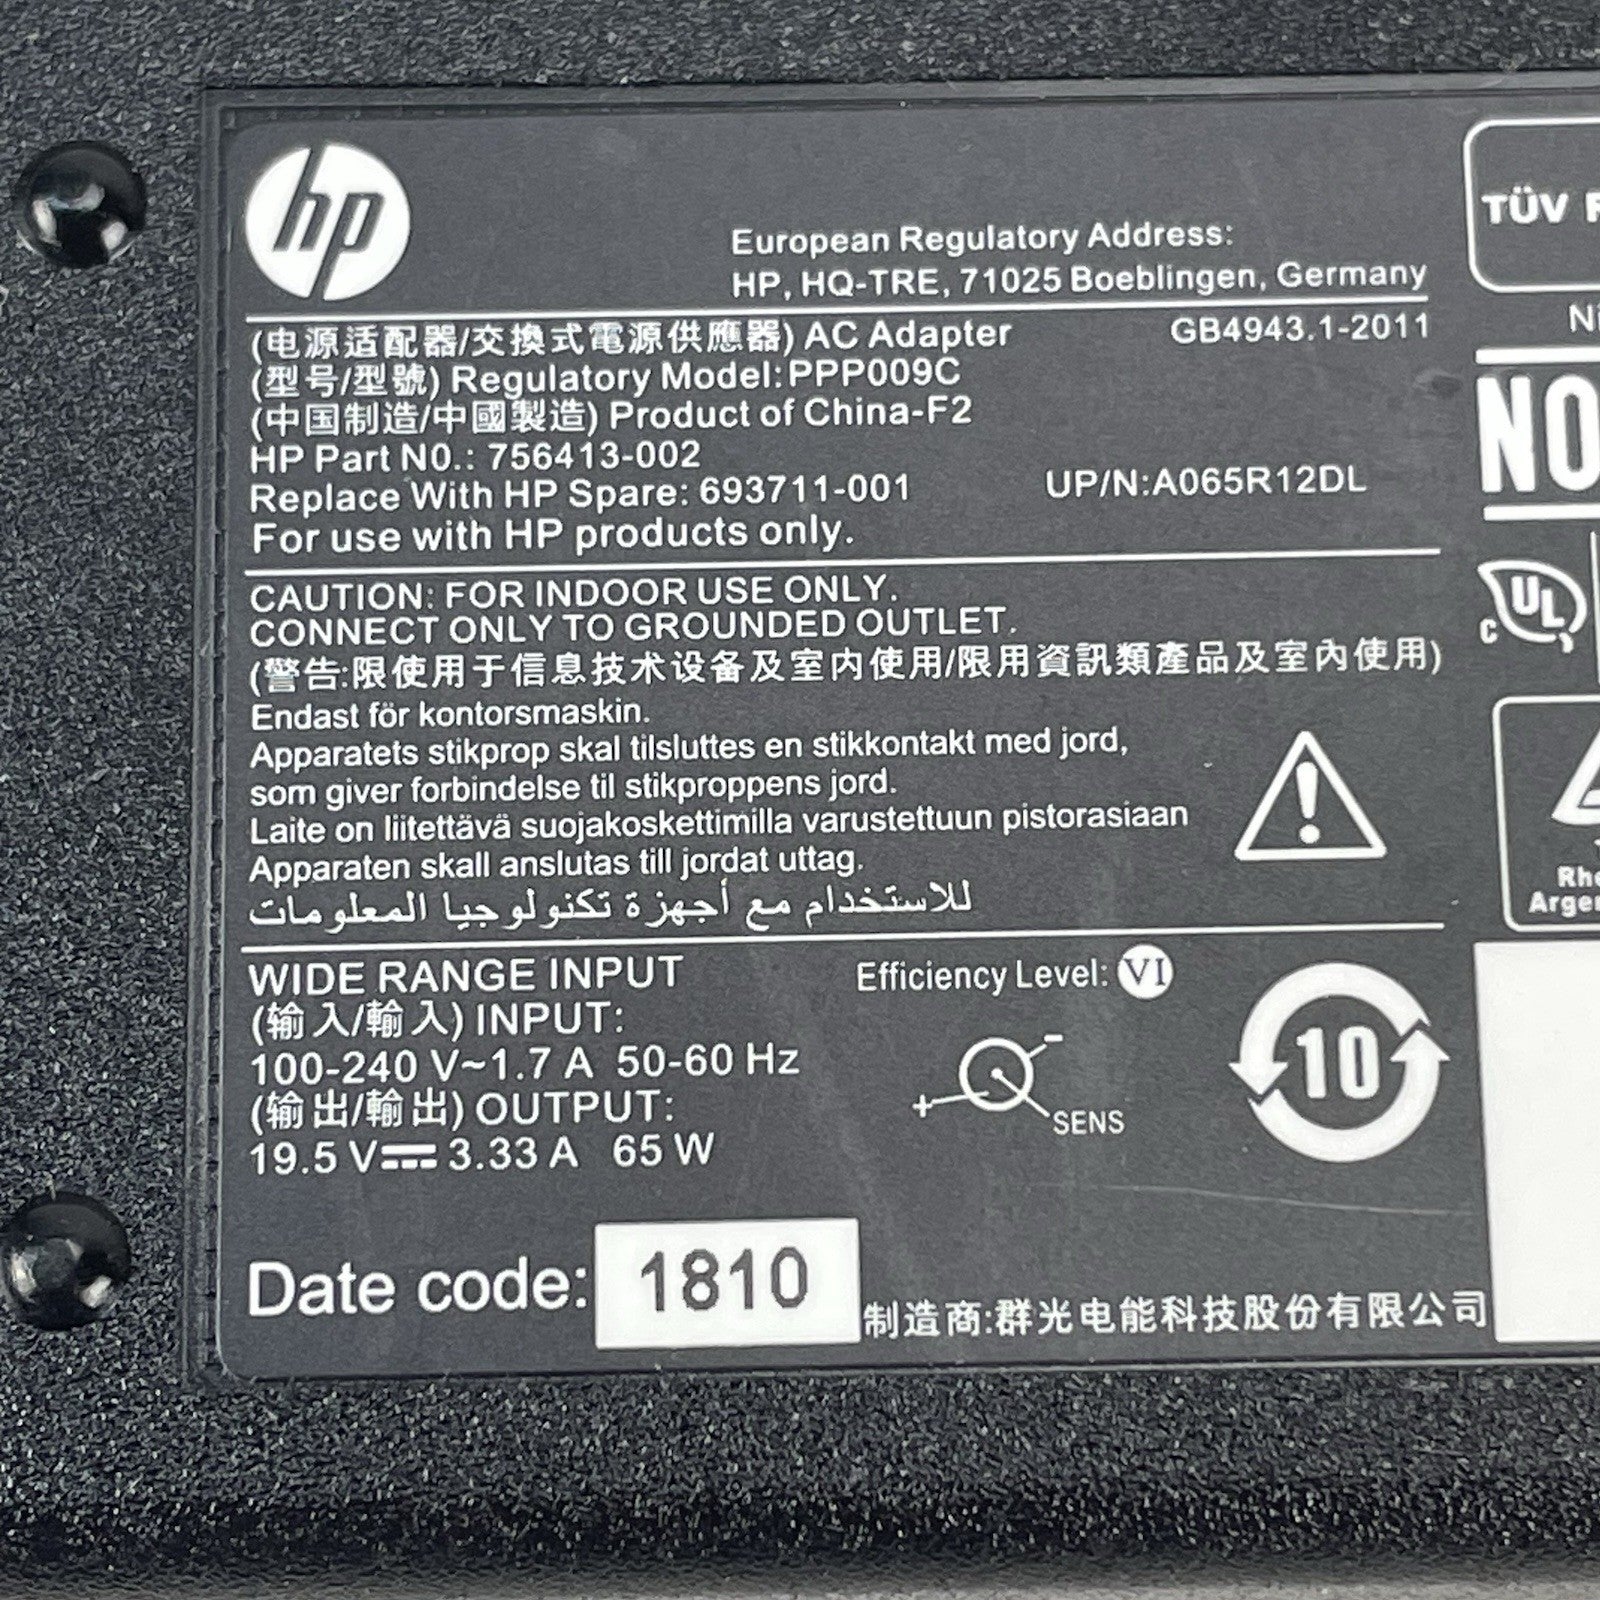 hp
European Regulatory Address:
HP, HQ-TRE, 71025 Boeblingen, Germany
(电源适配器/交換式電源供應器) AC Adapter
GB4943.1-2011
(型号/型號) Regulatory Model: PPP009C
(中国制造/中國製造) Product of China-F2
HP Part N0.: 756413-002
Replace With HP Spare: 693711-001
UP/N:A065R12DL
For use with HP products only.
CAUTION: FOR INDOOR USE ONLY.
CONNECT ONLY TO GROUNDED OUTLET.
(警告:限使用于信息技术设备及室内使用/限用資訊類產品及室內使用)
Endast för kontorsmaskin.
Apparatets stikprop skal tilsluttes en stikkontakt med jord,
som giver forbindelse til stikproppens jord.
Laite on liitettävä suojakoskettimilla varustettuun pistorasiaan
Apparaten skall anslutas till jordat uttag.
للاستخدام مع أجهزة تكنولوجيا المعلومات
WIDE RANGE INPUT
Efficiency Level: VI
(输入/輸入) INPUT:
100-240 V~1.7 A 50-60 Hz
(输出/輸出) OUTPUT:
19.5 V⎓3.33 A 65 W
- + SENS
10
Date code: 1810
制造商:群光电能科技股份有限公司
TÜV
NO
c UL